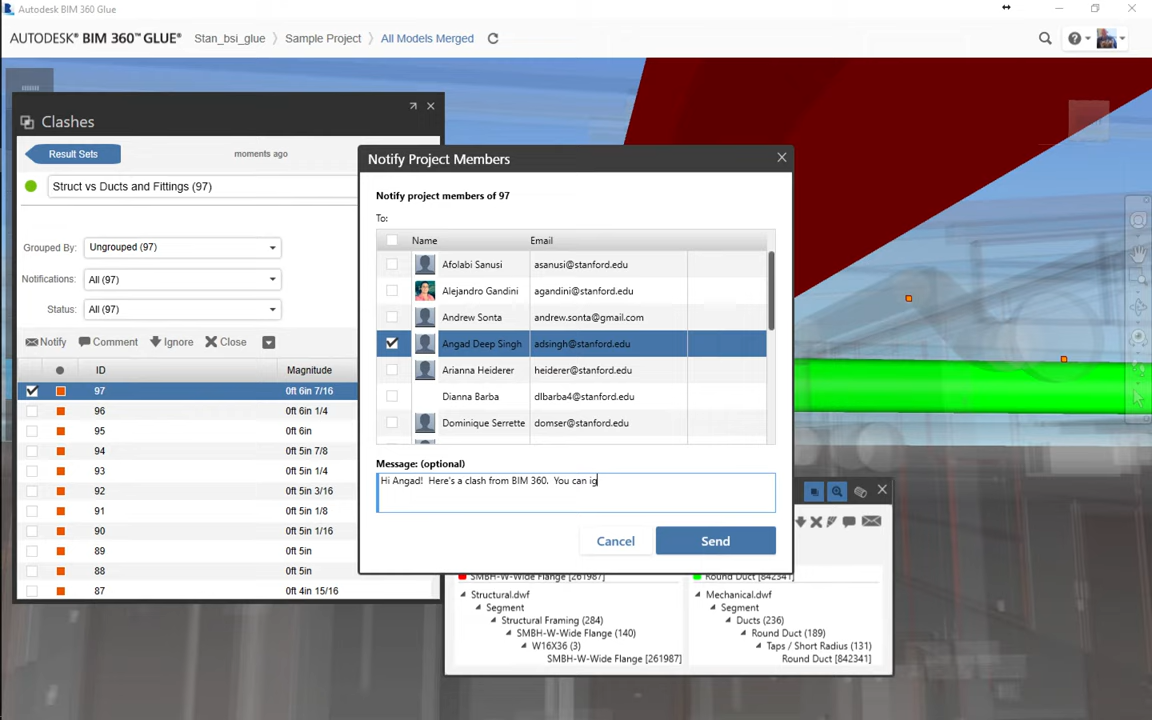 Autodesk BIM 360 Glue
AUTODESK® BIM 360™ GLUE® Stan_bsi_glue Sample Project All Models Merged
Clashes
Result Sets moments ago
Struct vs Ducts and Fittings (97)
Grouped By: Ungrouped (97)
Notifications: All (97)
Status: All (97)
Notify Comment Ignore Close
ID Magnitude
97 0ft 6in 7/16
96 0ft 6in 1/4
95 0ft 6in
94 0ft 5in 7/8
93 0ft 5in 1/4
92 0ft 5in 3/16
91 0ft 5in 1/8
90 0ft 5in 1/16
89 0ft 5in
88 0ft 5in
87 0ft 4in 15/16
Notify Project Members
Notify project members of 97
To:
Name Email
Afolabi Sanusi asanusi@stanford.edu
Alejandro Gandini agandini@stanford.edu
Andrew Sonta andrew.sonta@gmail.com
Angad Deep Singh adsingh@stanford.edu
Arianna Heiderer heiderer@stanford.edu
Dianna Barba dlbarba4@stanford.edu
Dominique Serrette domser@stanford.edu
Message: (optional)
Hi Angad! Here's a clash from BIM 360. You can ig
Cancel Send
SMBH-W-Wide Flange [261987]
Structural.dwf
Segment
Structural Framing (284)
SMBH-W-Wide Flange (140)
W16X36 (3)
SMBH-W-Wide Flange [261987]
Round Duct [842341]
Mechanical.dwf
Segment
Ducts (236)
Round Duct (189)
Taps / Short Radius (131)
Round Duct [842341]